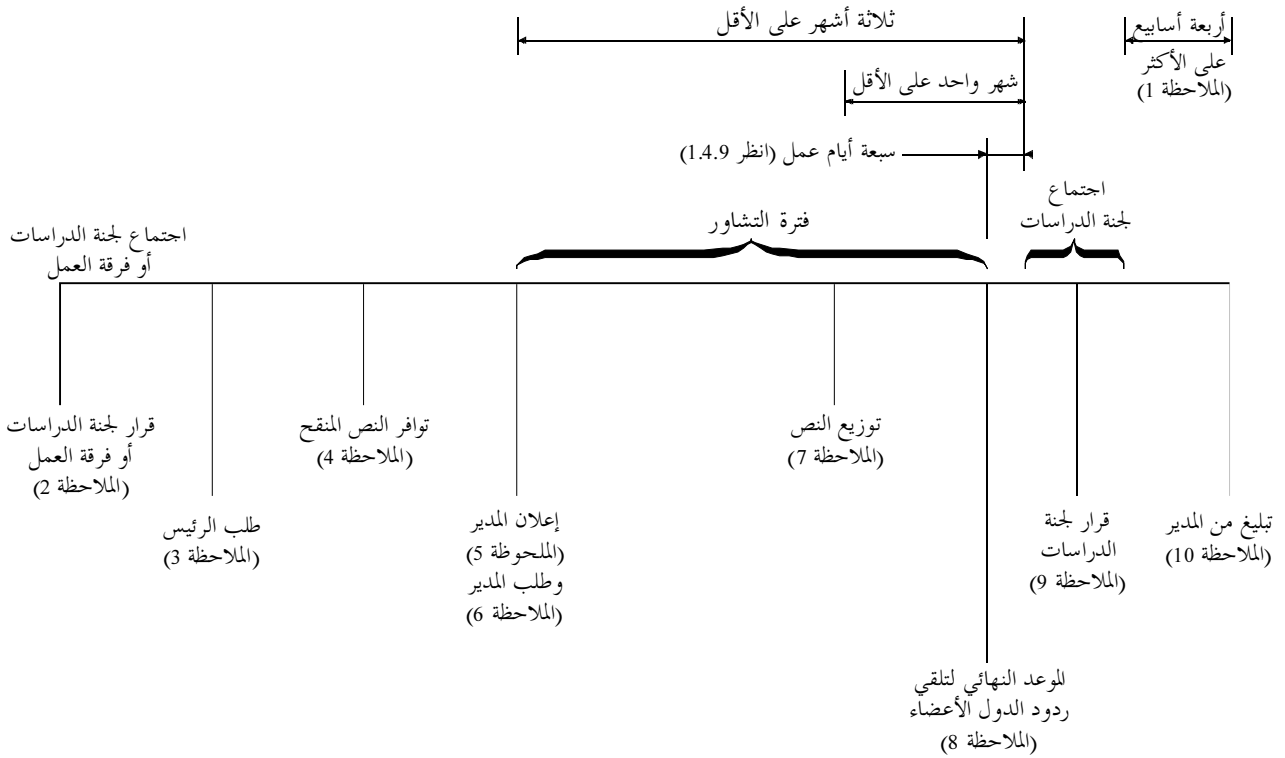 ثلاثة أشهر على الأقل
أربعة أسابيع
على الأكثر
(الملاحظة 1)
شهر واحد على الأقل
سبعة أيام عمل (انظر 1.4.9)
اجتماع
لجنة الدراسات
فترة التشاور
اجتماع لجنة الدراسات
أو فرقة العمل
قرار لجنة الدراسات
أو فرقة العمل
(الملاحظة 2)
طلب الرئيس
(الملاحظة 3)
توافر النص المنقح
(الملاحظة 4)
إعلان المدير
(الملحوظة 5)
وطلب المدير
(الملاحظة 6)
توزيع النص
(الملاحظة 7)
الموعد النهائي لتلقي
ردود الدول الأعضاء
(الملاحظة 8)
قرار لجنة
الدراسات
(الملاحظة 9)
تبليغ من المدير
(الملاحظة 10)